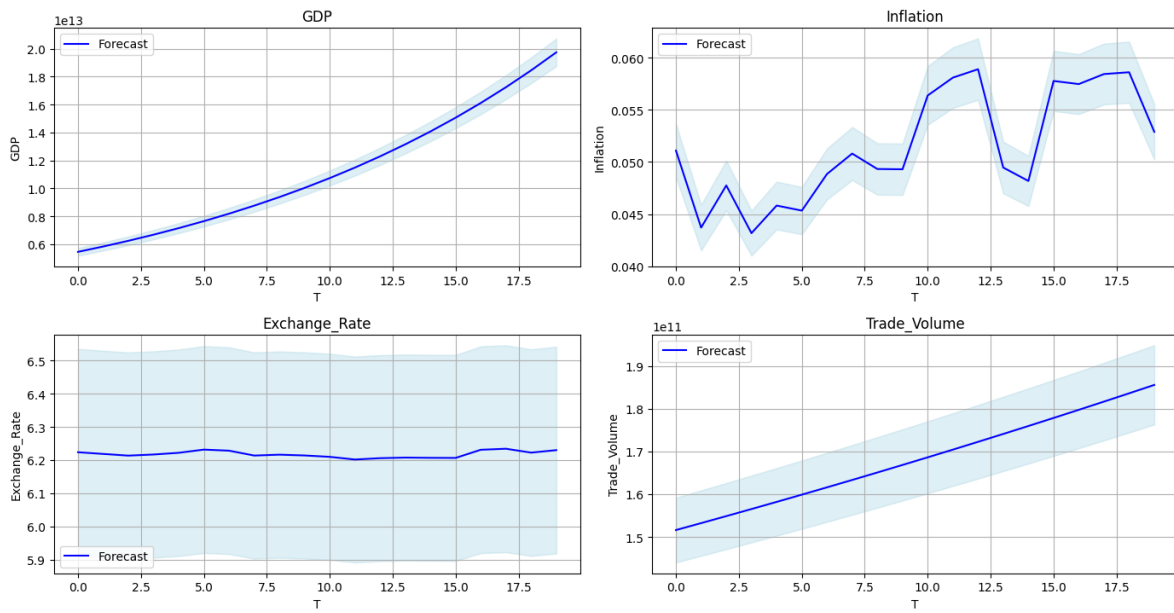 GDP
1e13
Forecast
2.0
1.8
1.6
1.4
1.2
1.0
0.8
0.6
GDP
0.0 2.5 5.0 7.5 10.0 12.5 15.0 17.5
T
Inflation
Forecast
0.060
0.055
0.050
0.045
0.040
Inflation
0.0 2.5 5.0 7.5 10.0 12.5 15.0 17.5
T
Exchange_Rate
6.5
6.4
6.3
6.2
6.1
6.0
5.9
Exchange_Rate
Forecast
0.0 2.5 5.0 7.5 10.0 12.5 15.0 17.5
T
Trade_Volume
1e11
Forecast
1.9
1.8
1.7
1.6
1.5
Trade_Volume
0.0 2.5 5.0 7.5 10.0 12.5 15.0 17.5
T